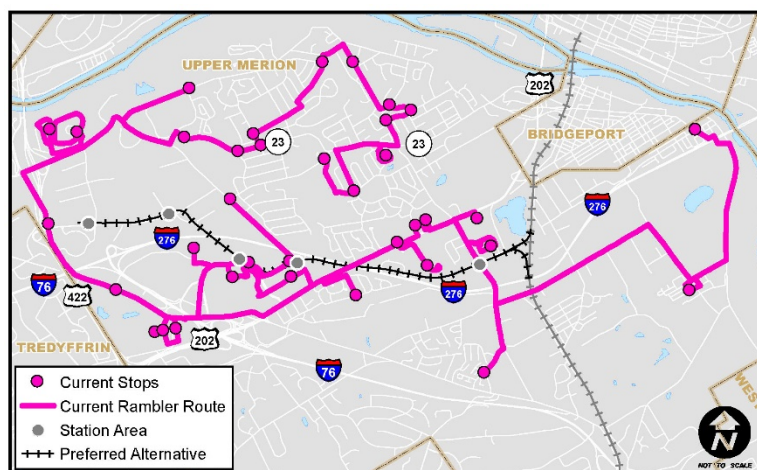 UPPER MERION
202
BRIDGEPORT
23
23
276
276
76
422
276
202
TREDYFFRIN
76
WES
Current Stops
Current Rambler Route
Station Area
Preferred Alternative
N
NOT TO SCALE